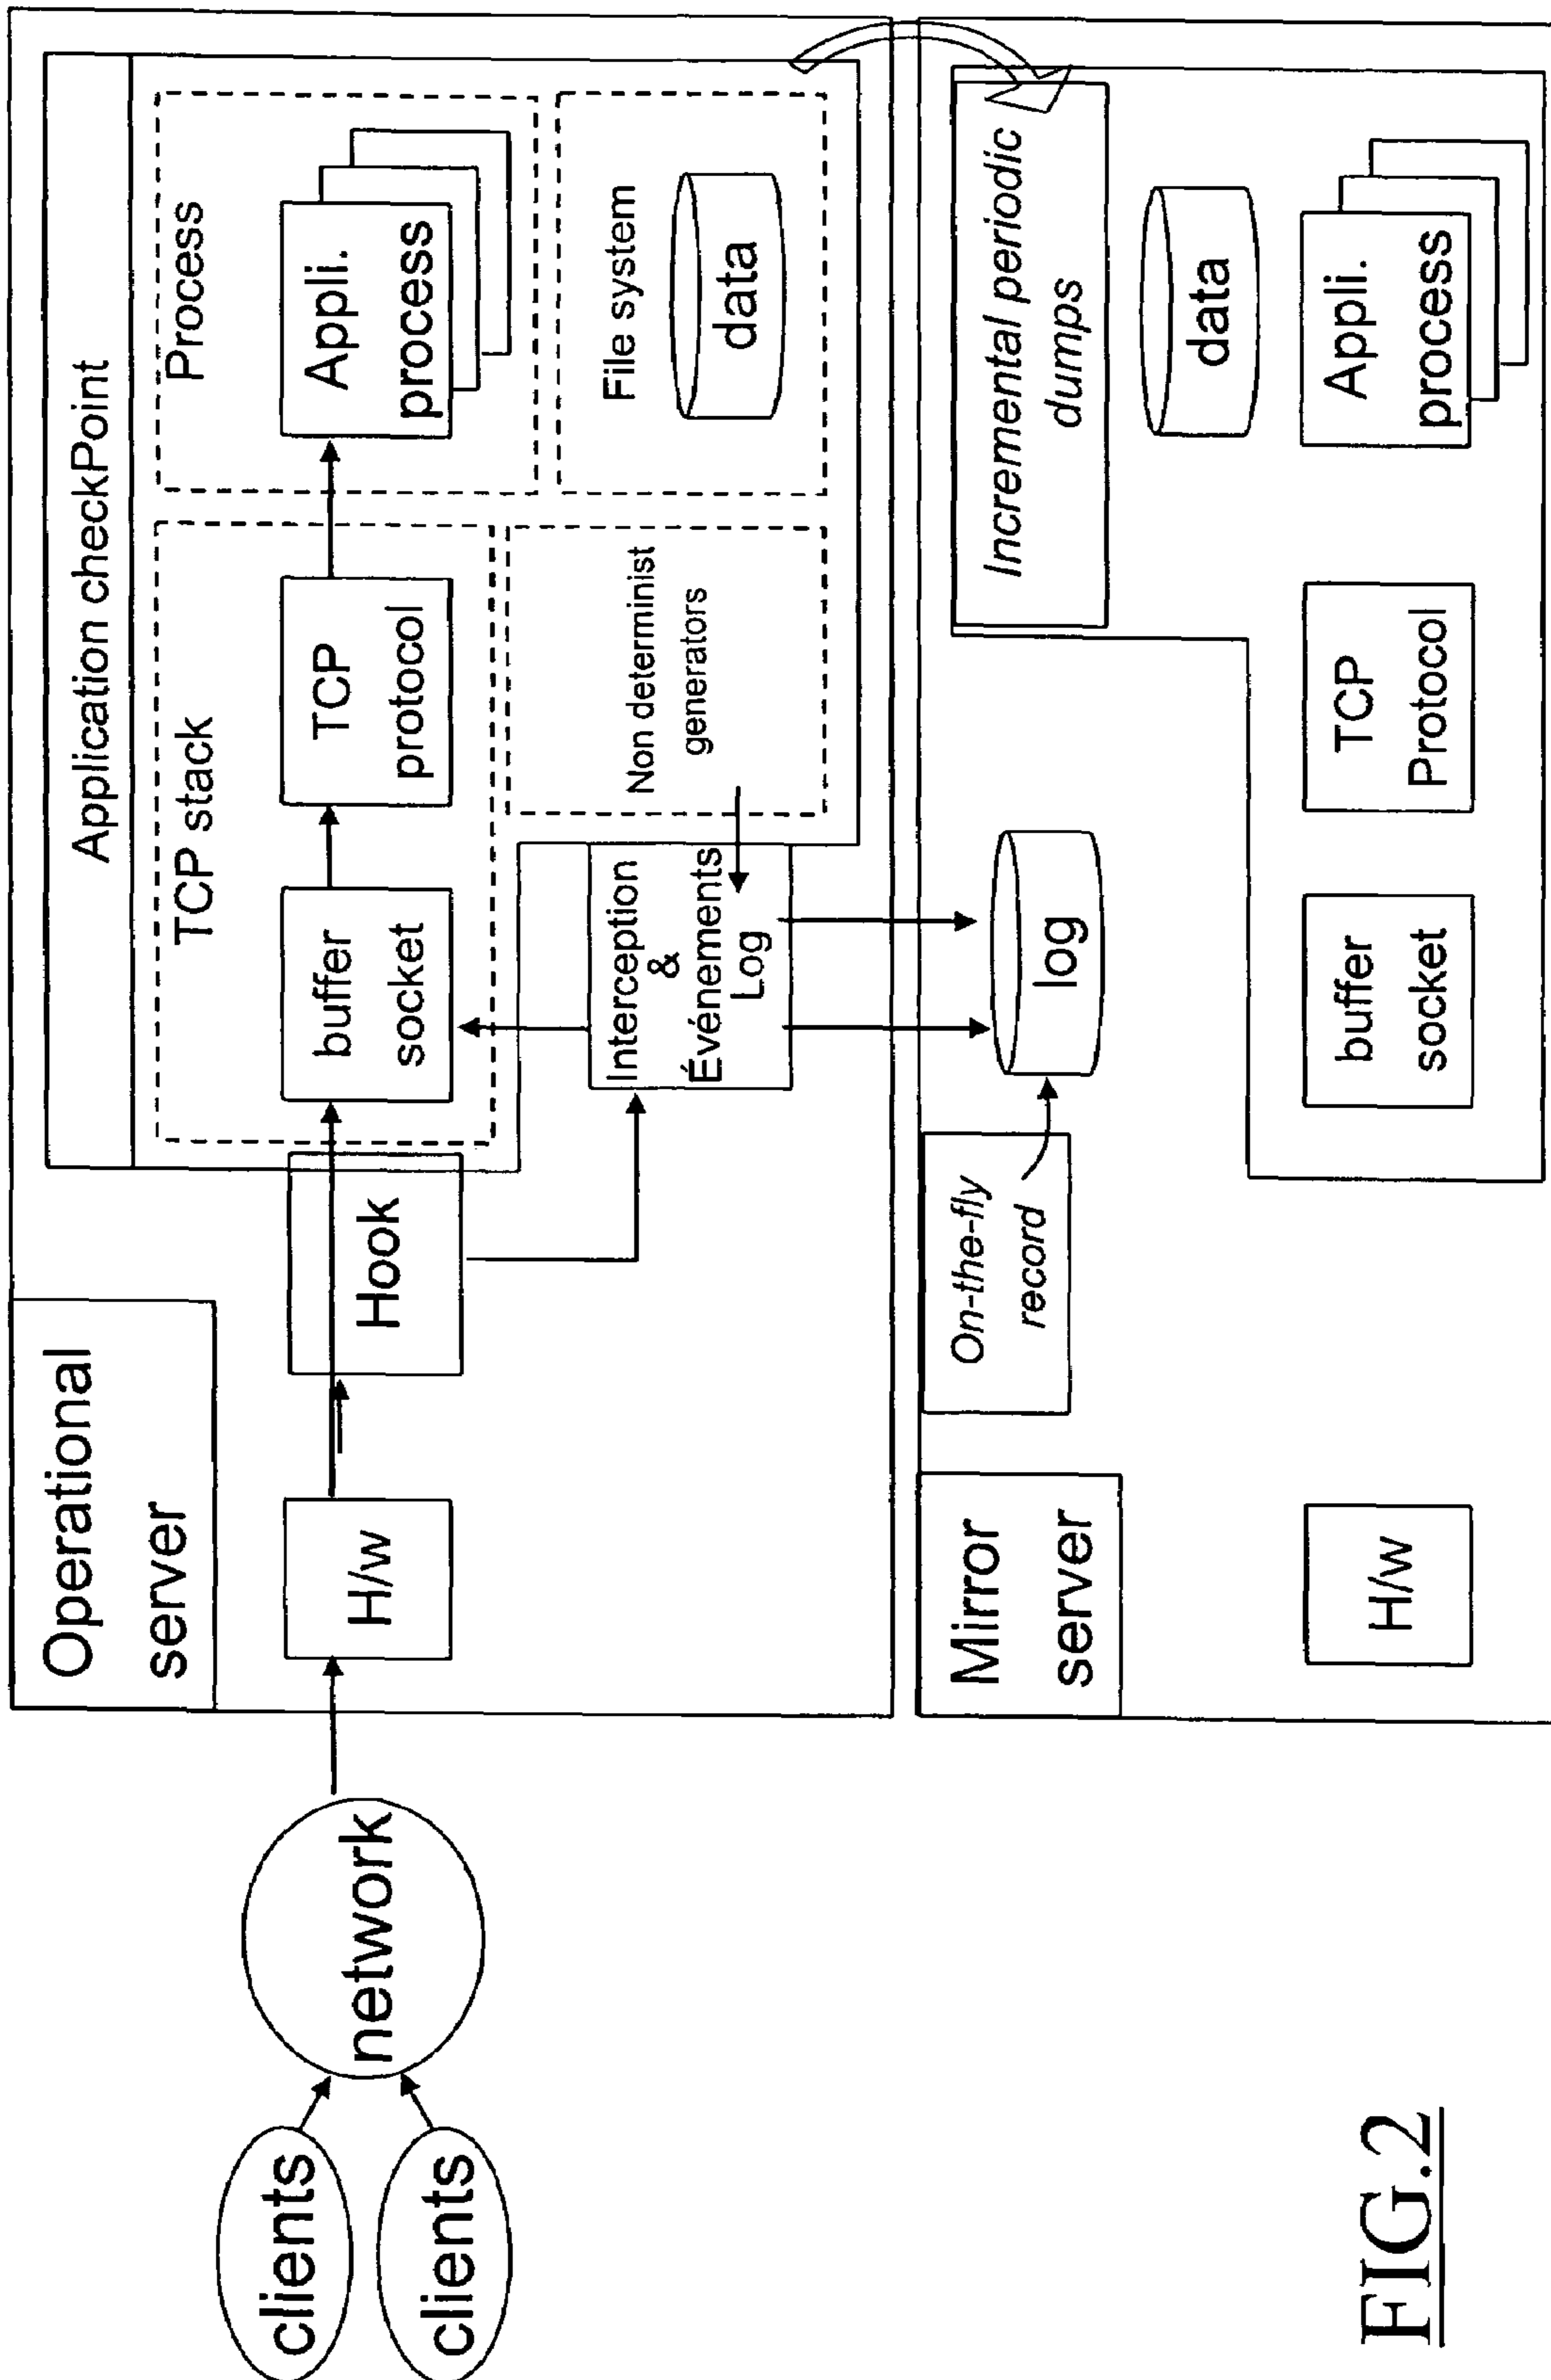 Operational
server
Application checkPoint
TCP stack
Process
clients
clients
network
H/w
Hook
buffer
socket
TCP
protocol
Appli.
process
Interception
&
Événements
Log
Non determinist
generators
File system
data
Mirror
server
On-the-fly
record
log
Incremental periodic
dumps
data
H/w
buffer
socket
TCP
Protocol
Appli.
process
FIG.2